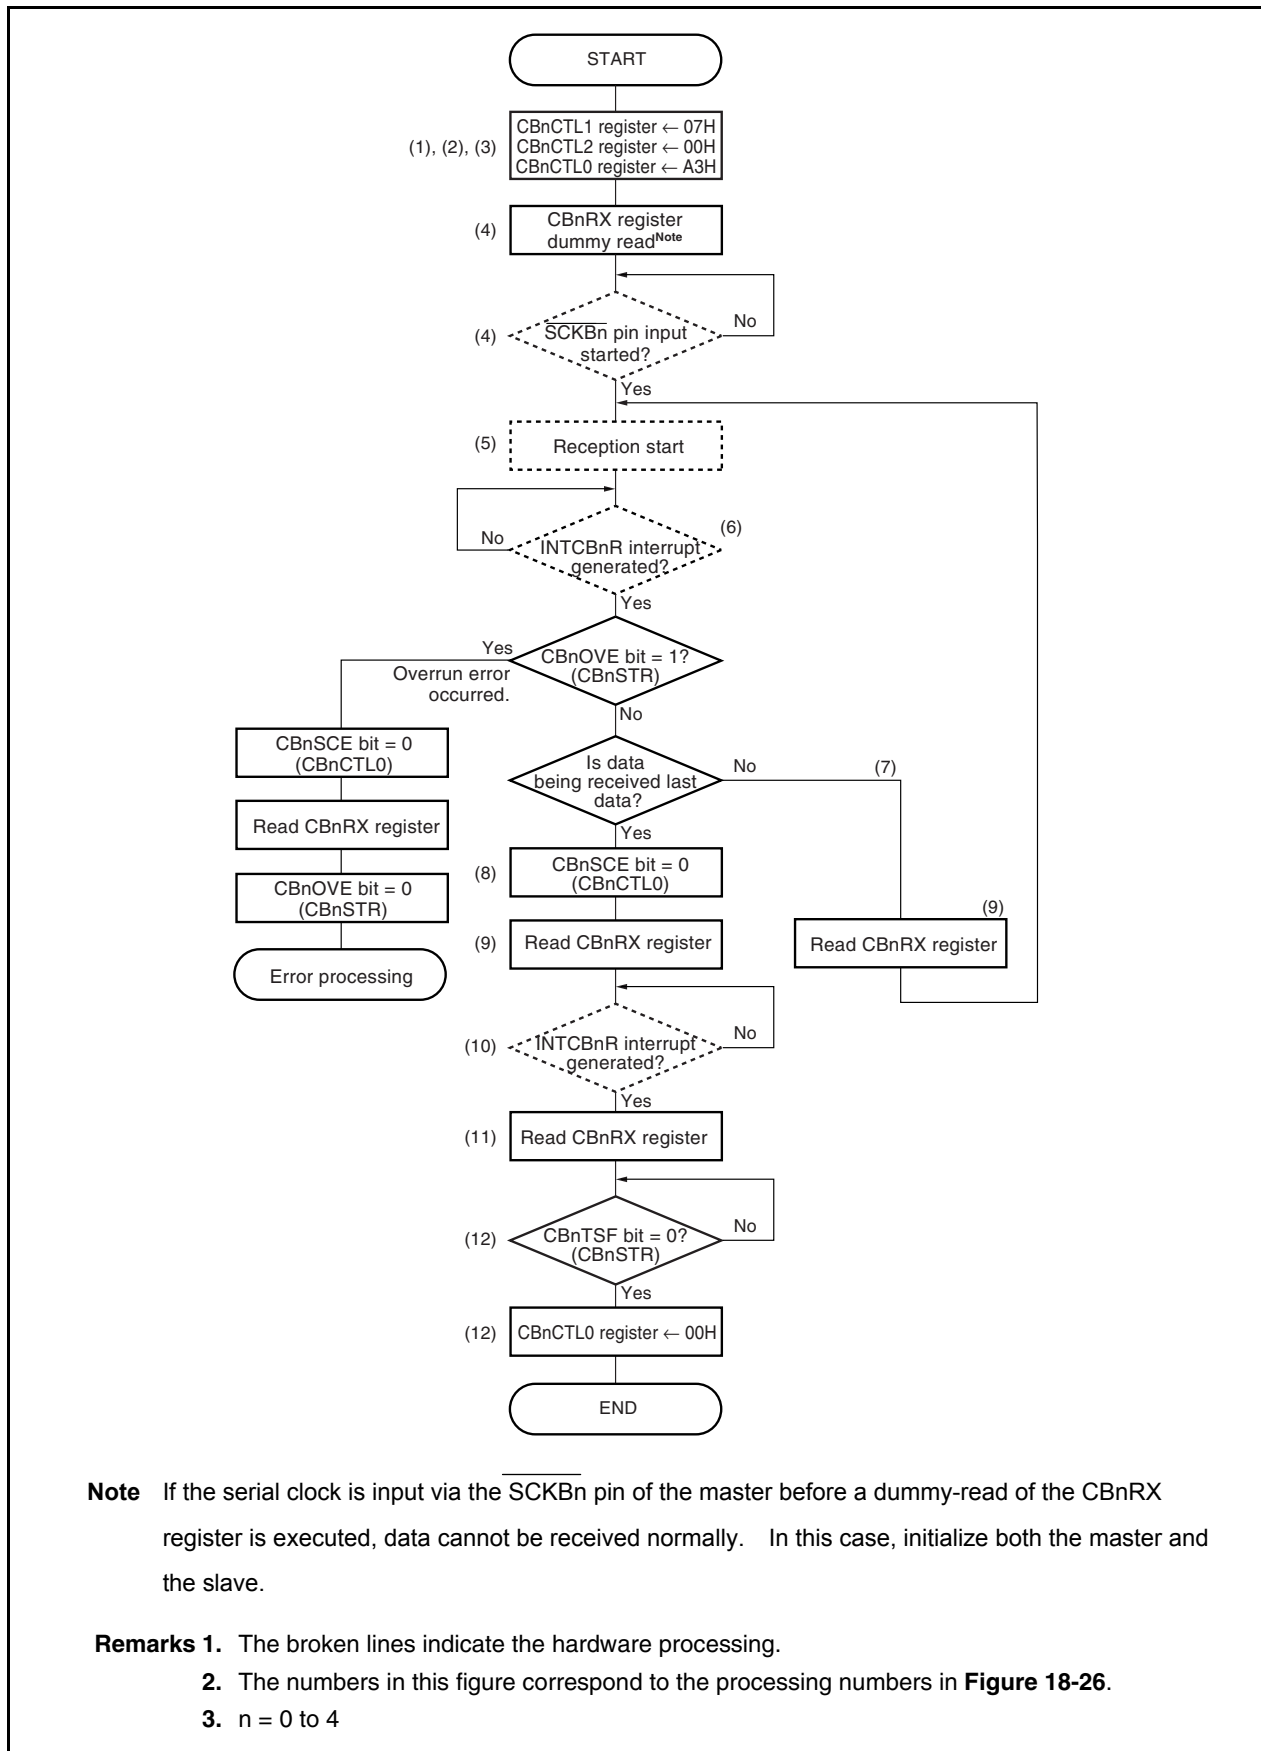 START
(1), (2), (3)
CBnCTL1 register ← 07H
CBnCTL2 register ← 00H
CBnCTL0 register ← A3H
(4)
CBnRX register
dummy readNote
(4)
SCKBn pin input
started?
No
Yes
(5)
Reception start
(6)
No
INTCBnR interrupt
generated?
Yes
Yes
CBnOVE bit = 1?
(CBnSTR)
Overrun error
occurred.
No
CBnSCE bit = 0
(CBnCTL0)
Is data
being received last
data?
No
(7)
Read CBnRX register
Yes
(8)
CBnSCE bit = 0
(CBnCTL0)
CBnOVE bit = 0
(CBnSTR)
(9)
(9)
Read CBnRX register
Read CBnRX register
Error processing
(10)
INTCBnR interrupt
generated?
No
Yes
(11)
Read CBnRX register
(12)
CBnTSF bit = 0?
(CBnSTR)
No
Yes
(12)
CBnCTL0 register ← 00H
END
Note If the serial clock is input via the SCKBn pin of the master before a dummy-read of the CBnRX
register is executed, data cannot be received normally. In this case, initialize both the master and
the slave.
Remarks 1. The broken lines indicate the hardware processing.
2. The numbers in this figure correspond to the processing numbers in Figure 18-26.
3. n = 0 to 4